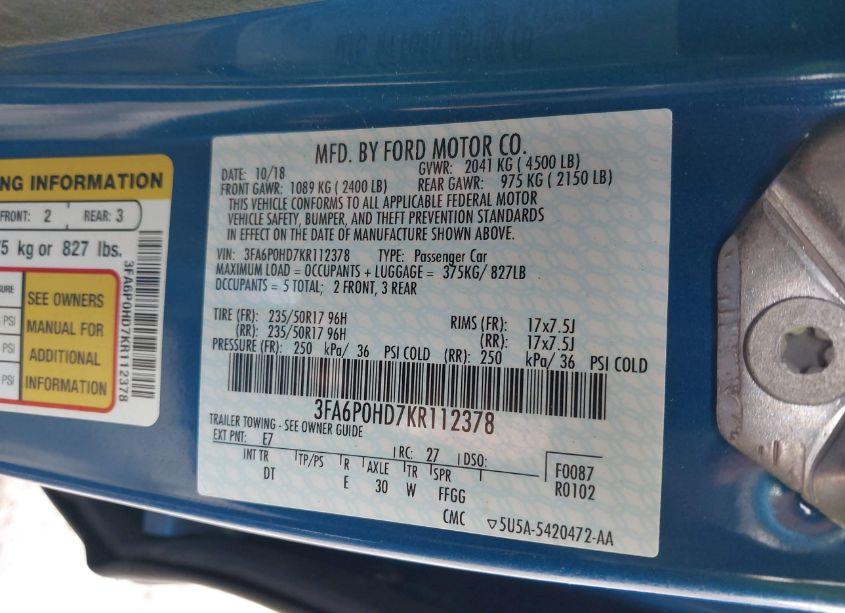 NG INFORMATION
FRONT: 2 REAR: 3
5 kg or 827 lbs.
SURE
PSI
PSI
PSI
SEE OWNERS
MANUAL FOR
ADDITIONAL
INFORMATION
3FA6P0HD7KR112378
MFD. BY FORD MOTOR CO.
DATE: 10/18 GVWR: 2041 KG ( 4500 LB)
FRONT GAWR: 1089 KG ( 2400 LB) REAR GAWR: 975 KG ( 2150 LB)
THIS VEHICLE CONFORMS TO ALL APPLICABLE FEDERAL MOTOR
VEHICLE SAFETY, BUMPER, AND THEFT PREVENTION STANDARDS
IN EFFECT ON THE DATE OF MANUFACTURE SHOWN ABOVE.
VIN: 3FA6P0HD7KR112378 TYPE: Passenger Car
MAXIMUM LOAD = OCCUPANTS + LUGGAGE = 375KG/ 827LB
OCCUPANTS = 5 TOTAL; 2 FRONT, 3 REAR
TIRE (FR): 235/50R17 96H RIMS (FR): 17x7.5J
(RR): 235/50R17 96H (RR): 17x7.5J
PRESSURE (FR): 250 kPa/ 36 PSI COLD (RR): 250 kPa/ 36 PSI COLD
3FA6P0HD7KR112378
TRAILER TOWING - SEE OWNER GUIDE
EXT PNT: E7 RC: 27 DSO: F0087
INT TR TP/PS R AXLE TR SPR R0102
DT E 30 W FFGG
CMC ▽5U5A-5420472-AA